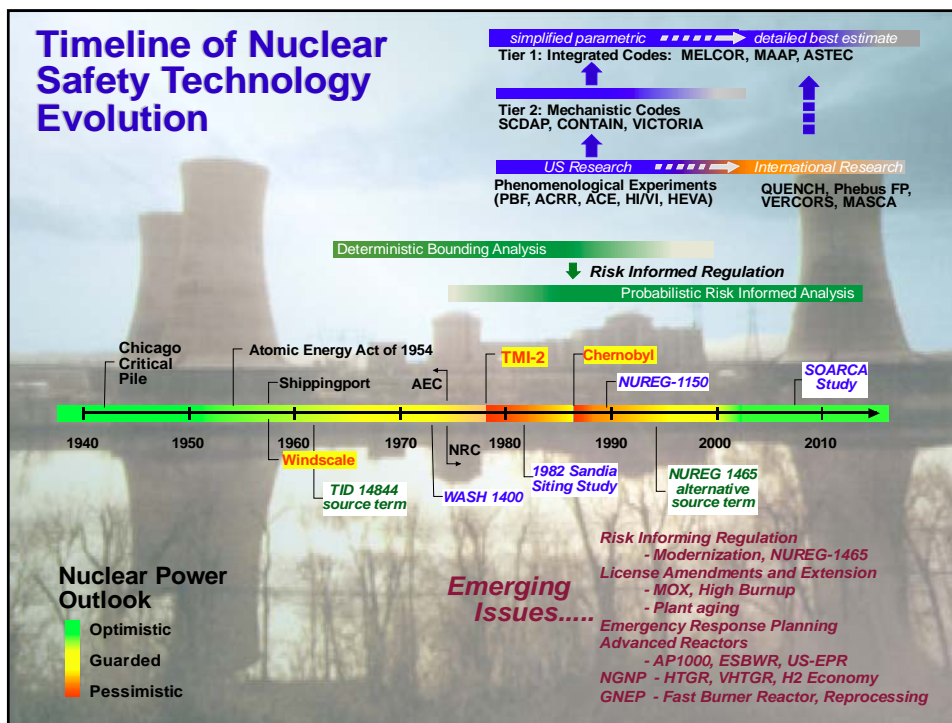 Timeline of Nuclear
Safety Technology
Evolution
simplified parametric
detailed best estimate
Tier 1: Integrated Codes: MELCOR, MAAP, ASTEC
Tier 2: Mechanistic Codes
SCDAP, CONTAIN, VICTORIA
US Research
International Research
Phenomenological Experiments
(PBF, ACRR, ACE, HI/VI, HEVA)
QUENCH, Phebus FP,
VERCORS, MASCA
Deterministic Bounding Analysis
Risk Informed Regulation
Probabilistic Risk Informed Analysis
Chicago
Critical
Pile
Atomic Energy Act of 1954
Shippingport
AEC
TMI-2
Chernobyl
NUREG-1150
SOARCA
Study
1940
1950
1960
1970
1980
1990
2000
2010
Windscale
TID 14844
source term
NRC
WASH 1400
1982 Sandia
Siting Study
NUREG 1465
alternative
source term
Nuclear Power
Outlook
Optimistic
Guarded
Pessimistic
Emerging
Issues.....
Risk Informing Regulation
- Modernization, NUREG-1465
License Amendments and Extension
- MOX, High Burnup
- Plant aging
Emergency Response Planning
Advanced Reactors
- AP1000, ESBWR, US-EPR
NGNP - HTGR, VHTGR, H2 Economy
GNEP - Fast Burner Reactor, Reprocessing